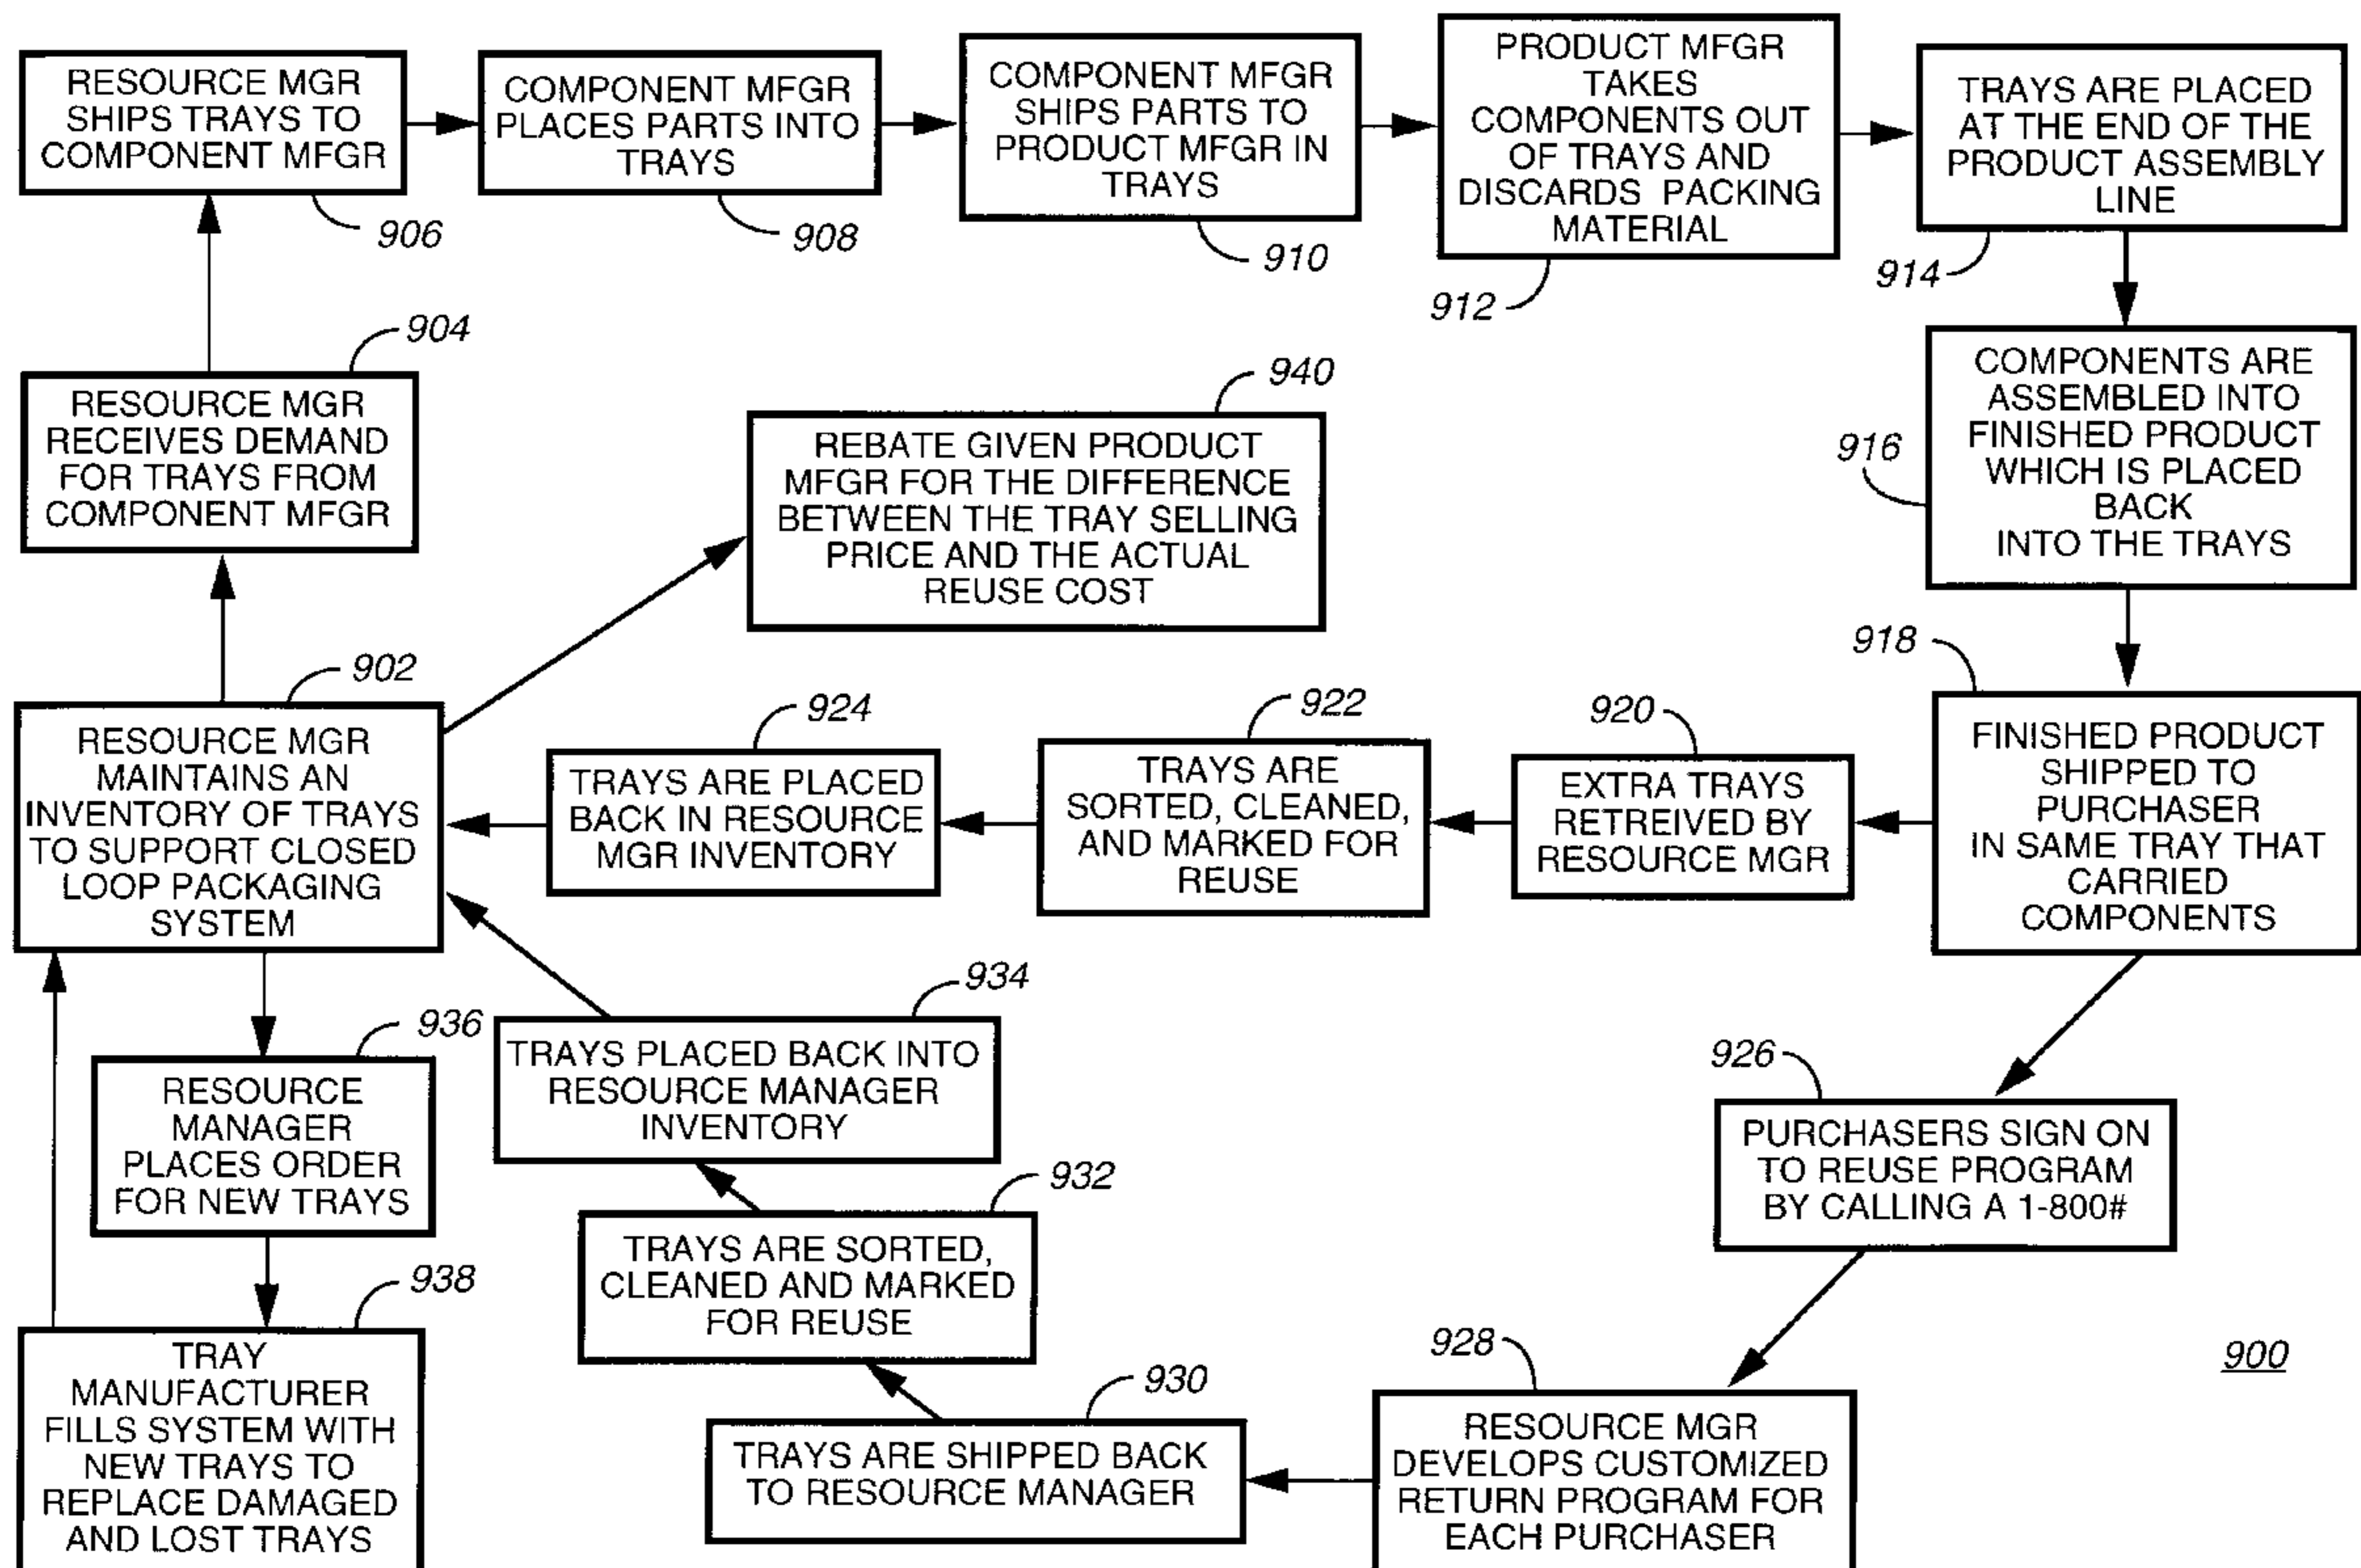 RESOURCE MGR
SHIPS TRAYS TO
COMPONENT MFGR
906
COMPONENT MFGR
PLACES PARTS INTO
TRAYS
908
COMPONENT MFGR
SHIPS PARTS TO
PRODUCT MFGR IN
TRAYS
910
PRODUCT MFGR
TAKES
COMPONENTS OUT
OF TRAYS AND
DISCARDS PACKING
MATERIAL
912
TRAYS ARE PLACED
AT THE END OF THE
PRODUCT ASSEMBLY
LINE
914
904
RESOURCE MGR
RECEIVES DEMAND
FOR TRAYS FROM
COMPONENT MFGR
940
REBATE GIVEN PRODUCT
MFGR FOR THE DIFFERENCE
BETWEEN THE TRAY SELLING
PRICE AND THE ACTUAL
REUSE COST
916
COMPONENTS ARE
ASSEMBLED INTO
FINISHED PRODUCT
WHICH IS PLACED
BACK
INTO THE TRAYS
902
RESOURCE MGR
MAINTAINS AN
INVENTORY OF TRAYS
TO SUPPORT CLOSED
LOOP PACKAGING
SYSTEM
924
TRAYS ARE PLACED
BACK IN RESOURCE
MGR INVENTORY
922
TRAYS ARE
SORTED, CLEANED,
AND MARKED FOR
REUSE
920
EXTRA TRAYS
RETREIVED BY
RESOURCE MGR
918
FINISHED PRODUCT
SHIPPED TO
PURCHASER
IN SAME TRAY THAT
CARRIED
COMPONENTS
936
RESOURCE
MANAGER
PLACES ORDER
FOR NEW TRAYS
934
TRAYS PLACED BACK INTO
RESOURCE MANAGER
INVENTORY
926
PURCHASERS SIGN ON
TO REUSE PROGRAM
BY CALLING A 1-800#
932
TRAYS ARE SORTED,
CLEANED AND MARKED
FOR REUSE
938
TRAY
MANUFACTURER
FILLS SYSTEM WITH
NEW TRAYS TO
REPLACE DAMAGED
AND LOST TRAYS
930
TRAYS ARE SHIPPED BACK
TO RESOURCE MANAGER
928
RESOURCE MGR
DEVELOPS CUSTOMIZED
RETURN PROGRAM FOR
EACH PURCHASER
900